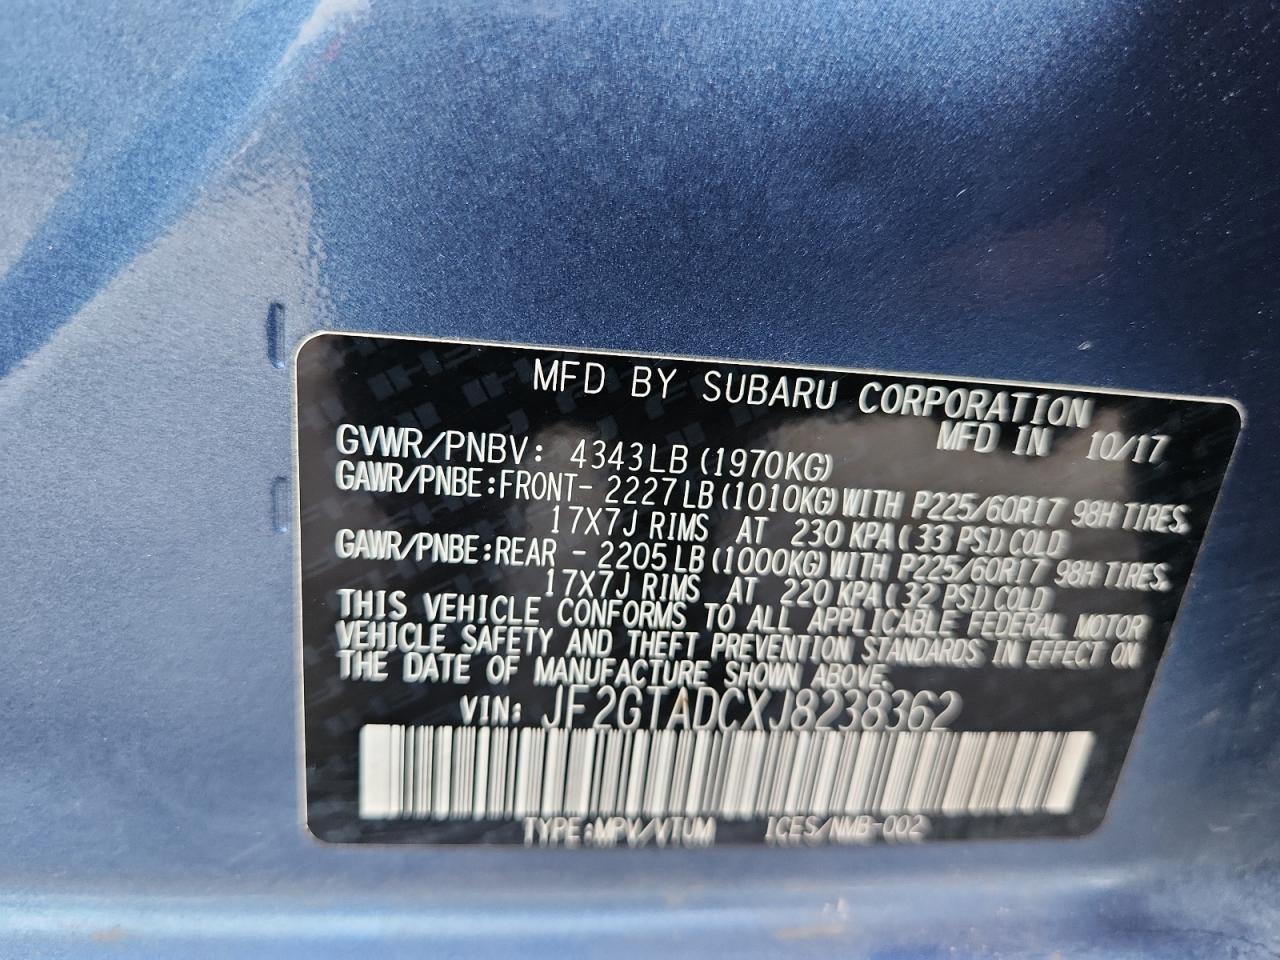 MFD BY SUBARU CORPORATION
MFD IN 10/17
GVWR/PNBV: 4343LB(1970KG)
GAWR/PNBE:FRONT- 2227LB(1010KG)WITH P225/60R17 98H TIRES
17X7J RIMS AT 230 KPA(33 PSI)COLD
GAWR/PNBE:REAR - 2205LB(1000KG)WITH P225/60R17 98H TIRES
17X7J RIMS AT 220 KPA(32 PSI)COLD
THIS VEHICLE CONFORMS TO ALL APPLICABLE FEDERAL MOTOR
VEHICLE SAFETY AND THEFT PREVENTION STANDARDS IN EFFECT ON
THE DATE OF MANUFACTURE SHOWN ABOVE.
VIN: JF2GTADCXJ8238362
TYPE:MPV/VTUM ICES/NMB-002